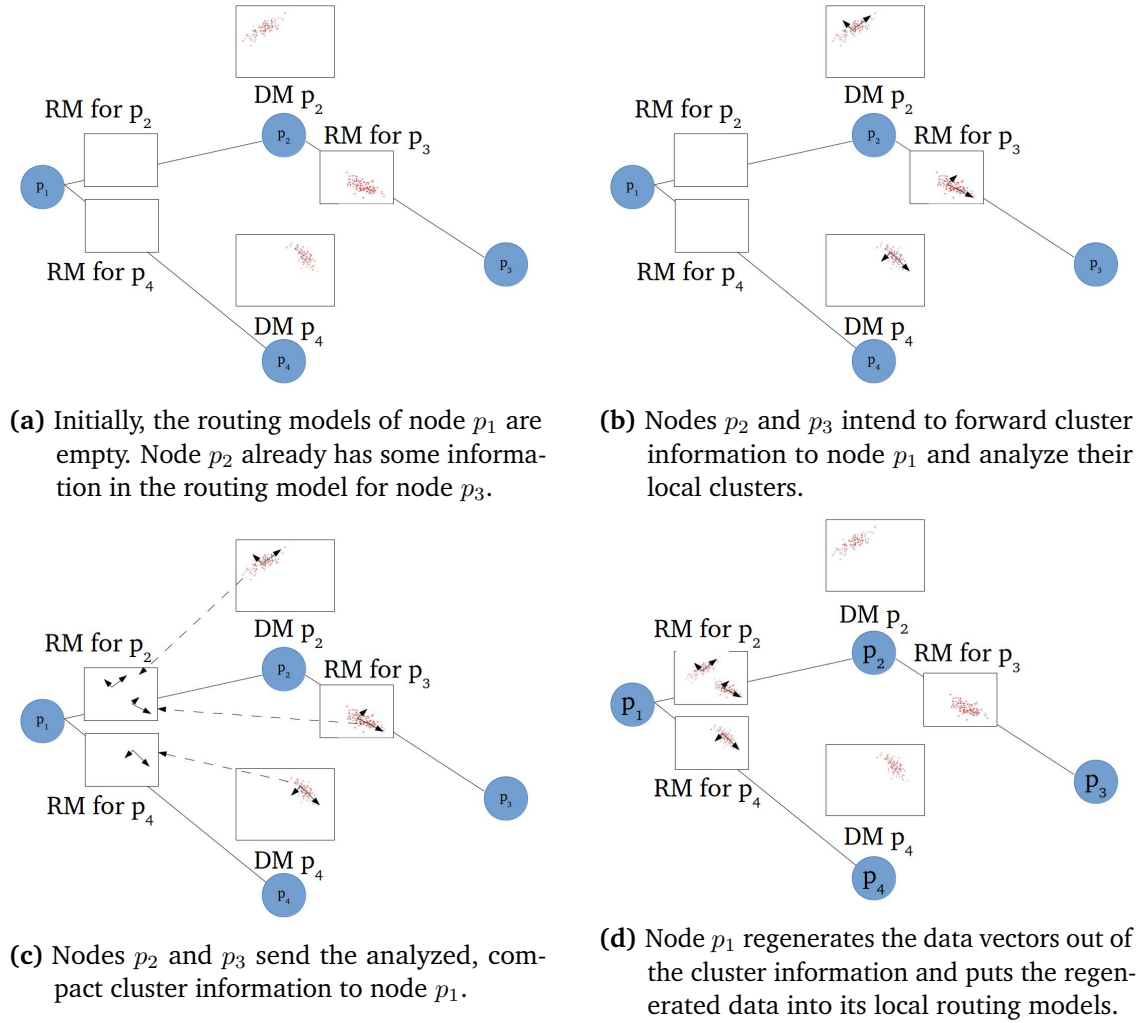 DM p2
RM for p2
p2
RM for p3
p1
RM for p4
p3
DM p4
p4
(a) Initially, the routing models of node p1 are
empty. Node p2 already has some informa-
tion in the routing model for node p3.
DM p2
RM for p2
p2
RM for p3
p1
RM for p4
p3
DM p4
p4
(b) Nodes p2 and p3 intend to forward cluster
information to node p1 and analyze their
local clusters.
DM p2
RM for p2
p2
RM for p3
p1
RM for p4
p3
DM p4
p4
(c) Nodes p2 and p3 send the analyzed, com-
pact cluster information to node p1.
DM p2
RM for p2
p2
RM for p3
p1
RM for p4
p3
DM p4
p4
(d) Node p1 regenerates the data vectors out of
the cluster information and puts the regen-
erated data into its local routing models.